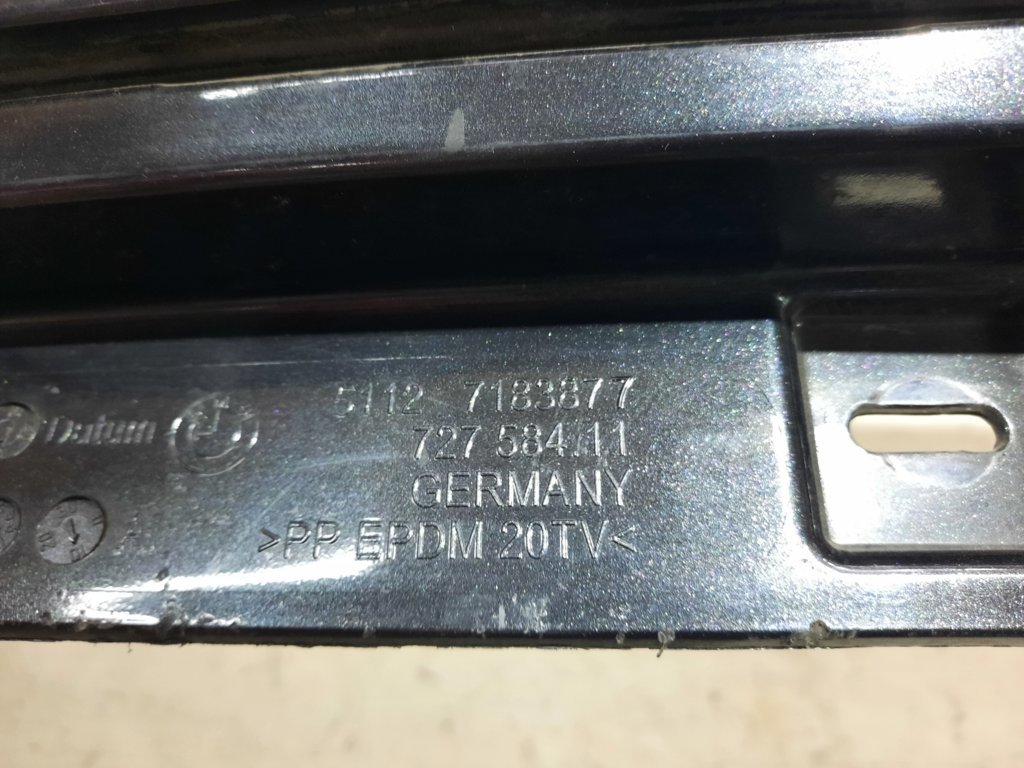 5112 7183877
Datum
727 584/11
GERMANY
>PP EPDM 20TV<